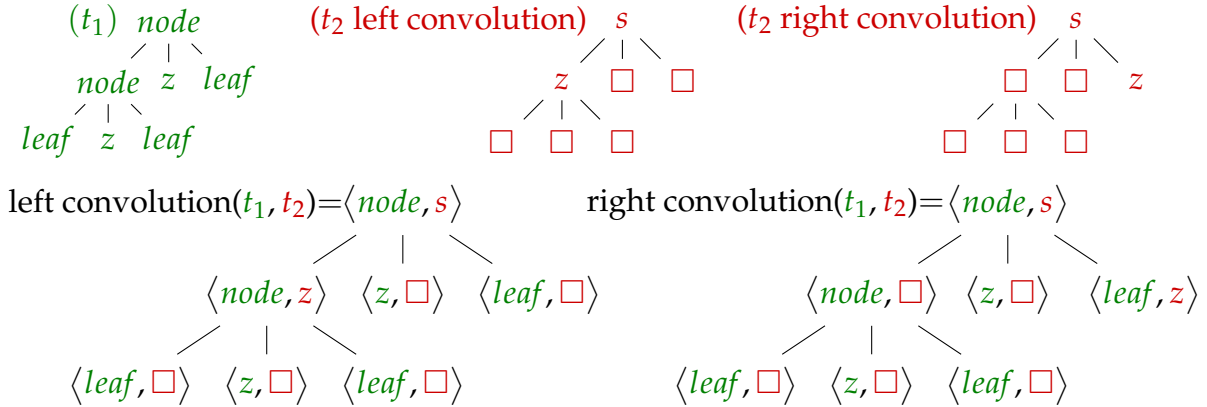 (t₁) node (t₂ left convolution) s (t₂ right convolution) s
node z leaf z □ □ □ □ z
leaf z leaf □ □ □ □ □ □
left convolution(t₁, t₂)=⟨node, s⟩ right convolution(t₁, t₂)=⟨node, s⟩
⟨node, z⟩ ⟨z, □⟩ ⟨leaf, □⟩ ⟨node, □⟩ ⟨z, □⟩ ⟨leaf, z⟩
⟨leaf, □⟩ ⟨z, □⟩ ⟨leaf, □⟩ ⟨leaf, □⟩ ⟨z, □⟩ ⟨leaf, □⟩